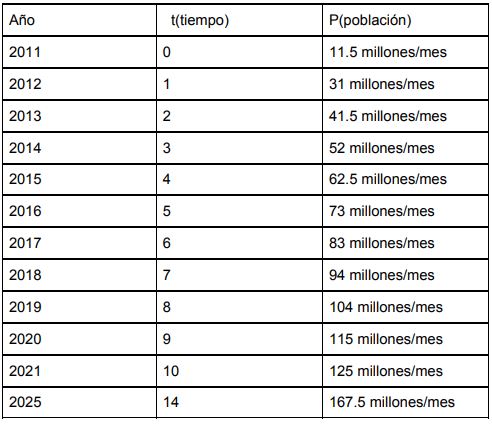 Año t(tiempo) P(población)
2011 0 11.5 millones/mes
2012 1 31 millones/mes
2013 2 41.5 millones/mes
2014 3 52 millones/mes
2015 4 62.5 millones/mes
2016 5 73 millones/mes
2017 6 83 millones/mes
2018 7 94 millones/mes
2019 8 104 millones/mes
2020 9 115 millones/mes
2021 10 125 millones/mes
2025 14 167.5 millones/mes